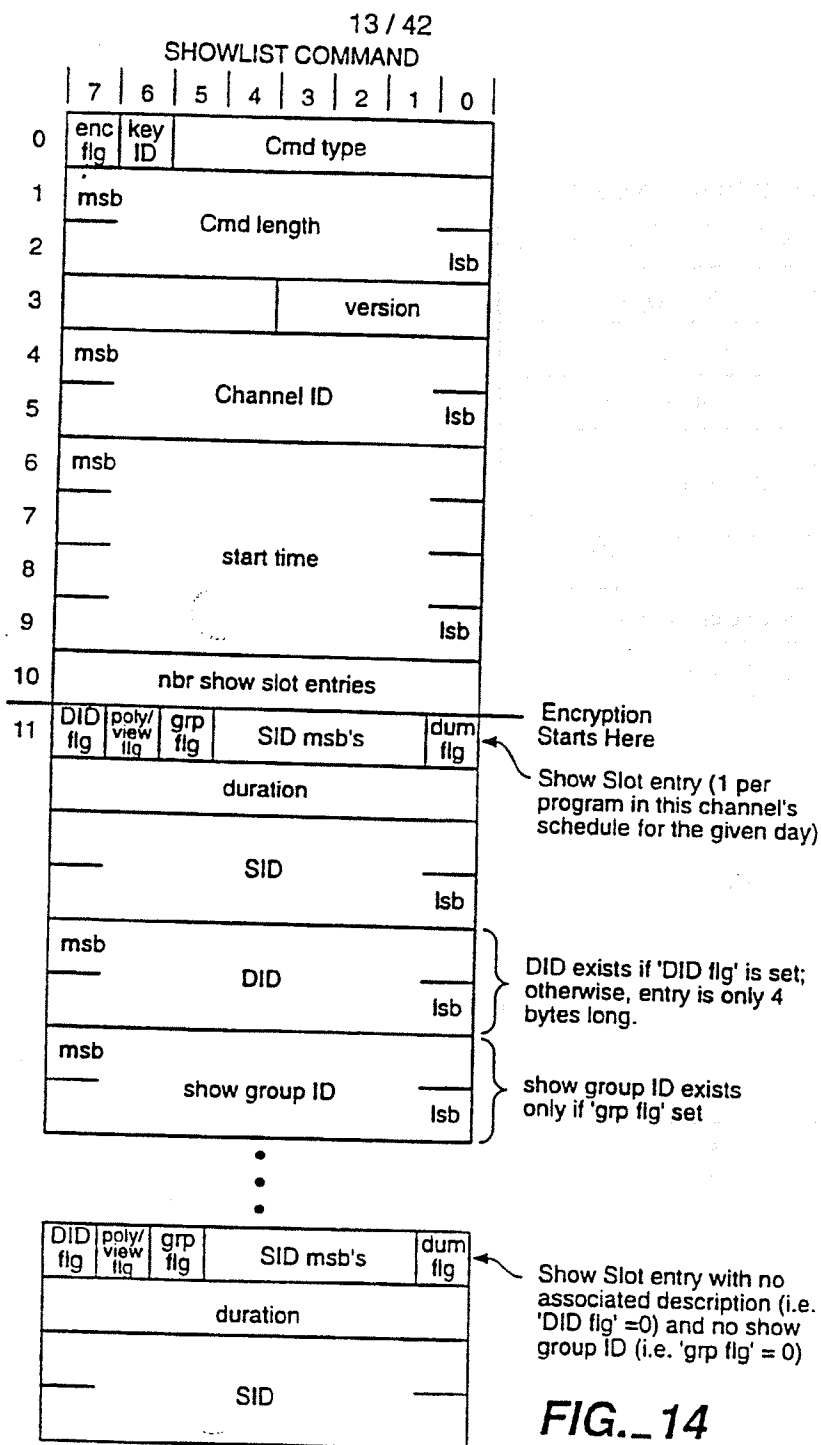 13 / 42
SHOWLIST COMMAND
7 6 5 4 3 2 1 0
0 enc flg key ID Cmd type
1 msb
Cmd length
2 lsb
3 version
4 msb
Channel ID
5 lsb
6 msb
7
start time
8
9 lsb
10 nbr show slot entries
Encryption
Starts Here
11 DID flg poly/ view flg grp flg SID msb's dum flg
Show Slot entry (1 per
program in this channel's
schedule for the given day)
duration
SID
lsb
msb
DID
lsb
DID exists if 'DID flg' is set;
otherwise, entry is only 4
bytes long.
msb
show group ID
lsb
show group ID exists
only if 'grp flg' set
DID flg poly/ view flg grp flg SID msb's dum flg
Show Slot entry with no
associated description (i.e.
'DID flg' =0) and no show
group ID (i.e. 'grp flg' = 0)
duration
SID
FIG._14